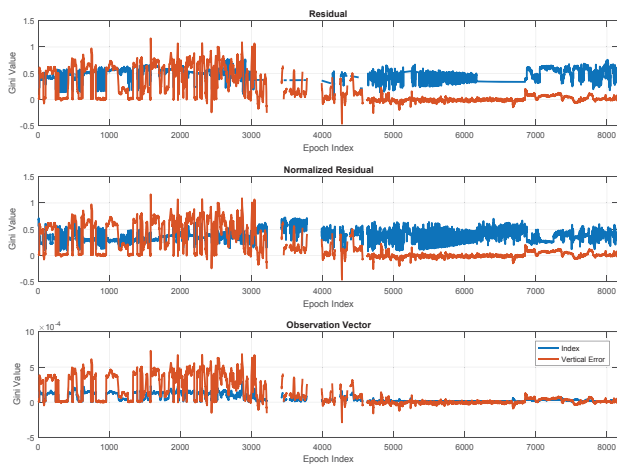 Residual
1.5
1
0.5
0
-0.5
Gini Value
0 1000 2000 3000 4000 5000 6000 7000 8000
Epoch Index
Normalized Residual
1.5
1
0.5
0
-0.5
Gini Value
0 1000 2000 3000 4000 5000 6000 7000 8000
Epoch Index
Observation Vector
× 10⁻⁴
10
5
0
-5
Gini Value
Index
Vertical Error
0 1000 2000 3000 4000 5000 6000 7000 8000
Epoch Index